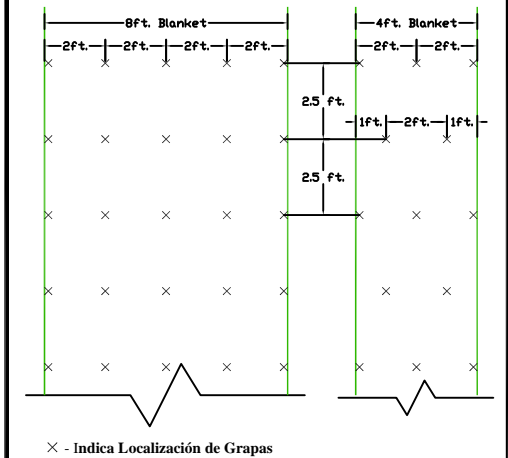 8ft. Blanket
4ft. Blanket
2ft. 2ft. 2ft. 2ft.
2ft. 2ft.
2.5 ft.
1ft. 2ft. 1ft.
2.5 ft.
× - Indica Localización de Grapas